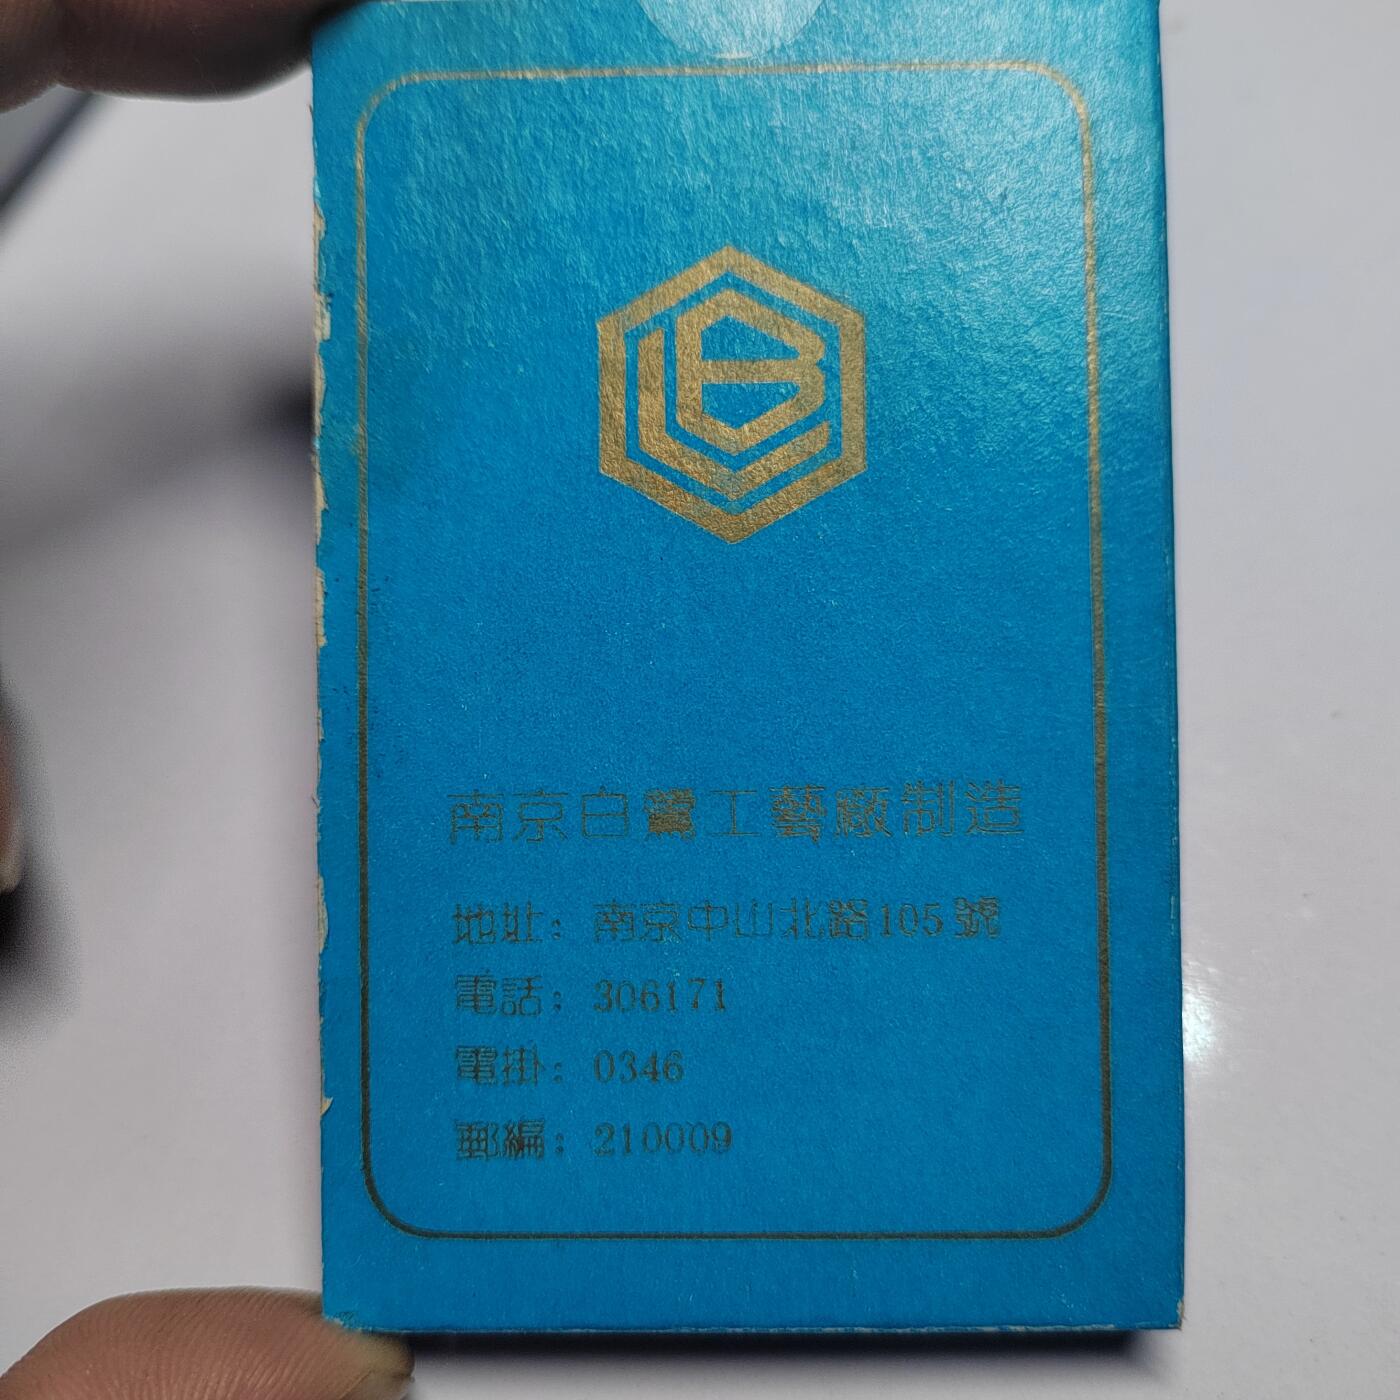 BL
南京白鷺工藝廠制造
地址：南京中山北路105號
電話：306171
電掛：0346
郵編：210009